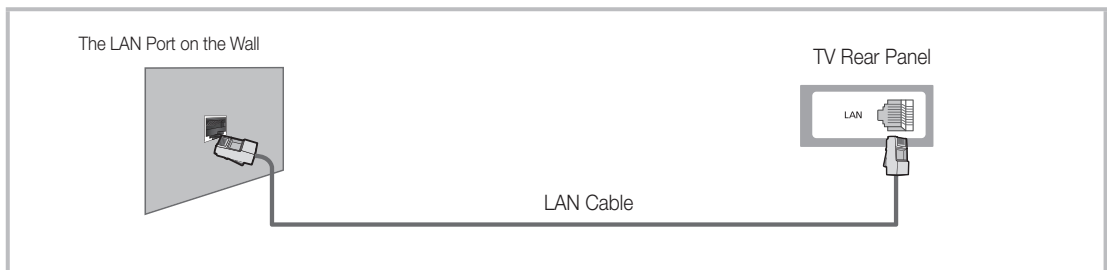 The LAN Port on the Wall
TV Rear Panel
LAN
LAN Cable